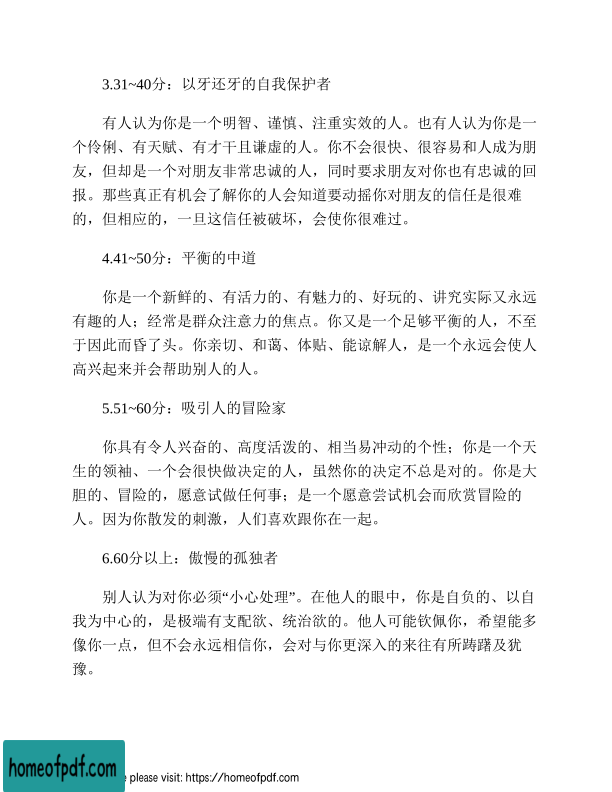 3.31~40分：以牙还牙的自我保护者
有人认为你是一个明智、谨慎、注重实效的人。也有人认为你是一
个伶俐、有天赋、有才干且谦虚的人。你不会很快、很容易和人成为朋
友，但却是一个对朋友非常忠诚的人，同时要求朋友对你也有忠诚的回
报。那些真正有机会了解你的人会知道要动摇你对朋友的信任是很难
的，但相应的，一旦这信任被破坏，会使你很难过。
4.41~50分：平衡的中道
你是一个新鲜的、有活力的、有魅力的、好玩的、讲究实际又永远
有趣的人；经常是群众注意力的焦点。你又是一个足够平衡的人，不至
于因此而昏了头。你亲切、和蔼、体贴、能谅解人，是一个永远会使人
高兴起来并会帮助别人的人。
5.51~60分：吸引人的冒险家
你具有令人兴奋的、高度活泼的、相当易冲动的个性；你是一个天
生的领袖、一个会很快做决定的人，虽然你的决定不总是对的。你是大
胆的、冒险的，愿意试做任何事；是一个愿意尝试机会而欣赏冒险的
人。因为你散发的刺激，人们喜欢跟你在一起。
6.60分以上：傲慢的孤独者
别人认为对你必须“小心处理”。在他人的眼中，你是自负的、以自
我为中心的，是极端有支配欲、统治欲的。他人可能钦佩你，希望能多
像你一点，但不会永远相信你，会对与你更深入的来往有所踌躇及犹
豫。
homeofpdf.com
e please visit: https://homeofpdf.com